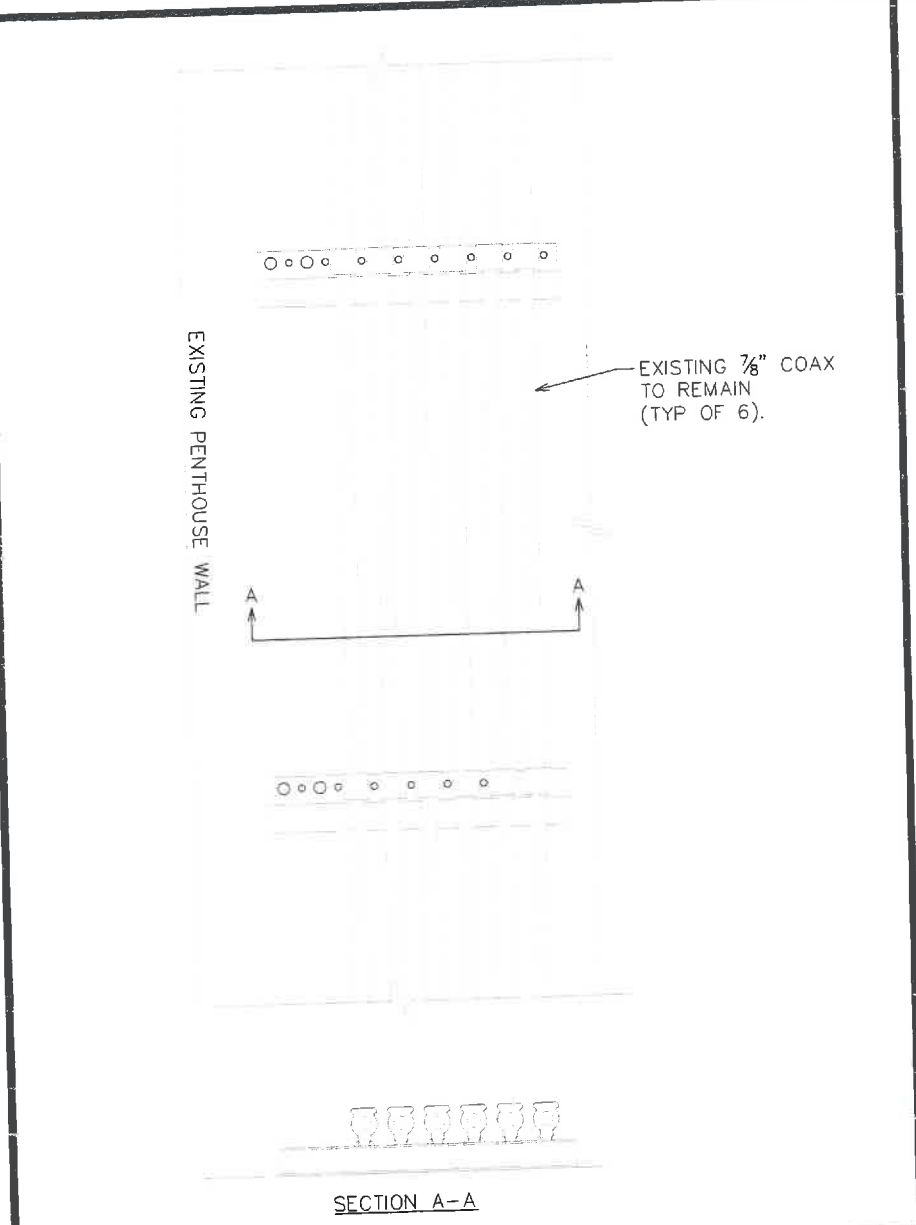 EXISTING PENTHOUSE WALL
EXISTING ⅞" COAX
TO REMAIN
(TYP OF 6).
A
A
SECTION A-A